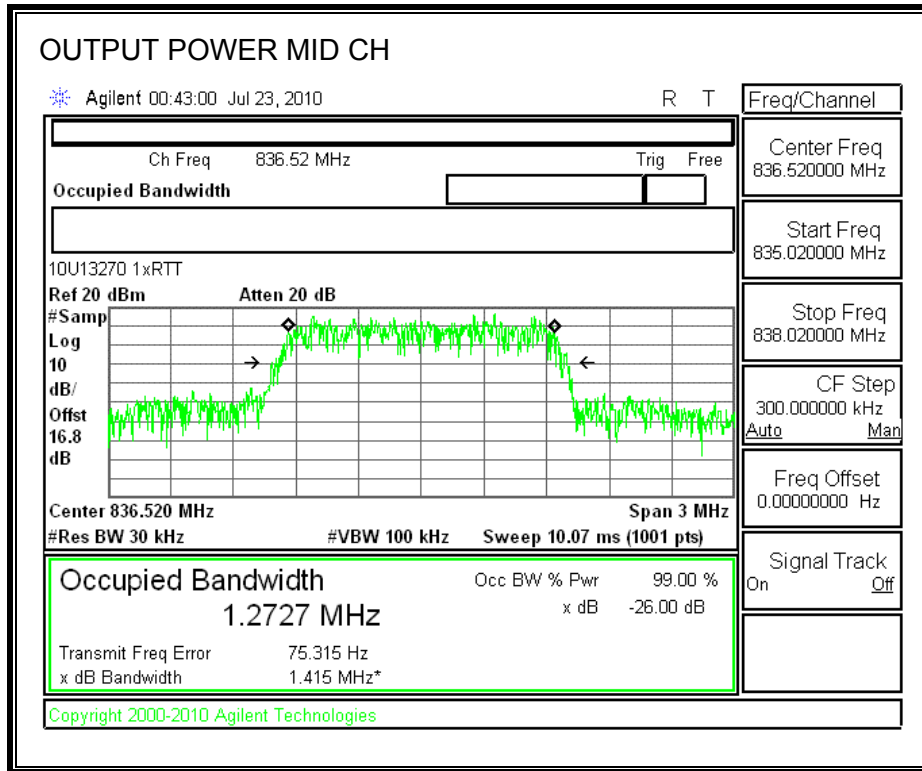 OUTPUT POWER MID CH
Agilent 00:43:00 Jul 23, 2010 R T
Freq/Channel
Ch Freq 836.52 MHz Trig Free
Occupied Bandwidth
Center Freq
836.520000 MHz
Start Freq
835.020000 MHz
Stop Freq
838.020000 MHz
CF Step
300.000000 kHz
Auto Man
Freq Offset
0.00000000 Hz
Signal Track
On Off
10U13270 1xRTT
Ref 20 dBm Atten 20 dB
#Samp
Log
10
dB/
Offst
16.8
dB
Center 836.520 MHz Span 3 MHz
#Res BW 30 kHz #VBW 100 kHz Sweep 10.07 ms (1001 pts)
Occupied Bandwidth Occ BW % Pwr 99.00 %
1.2727 MHz x dB -26.00 dB
Transmit Freq Error 75.315 Hz
x dB Bandwidth 1.415 MHz*
Copyright 2000-2010 Agilent Technologies